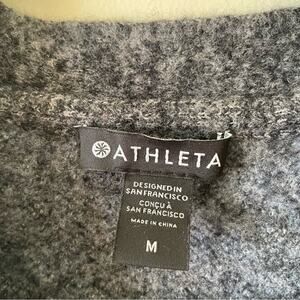 ATHLETA
DESIGNED IN
SAN FRANCISCO
CONÇU À
SAN FRANCISCO
MADE IN CHINA
M